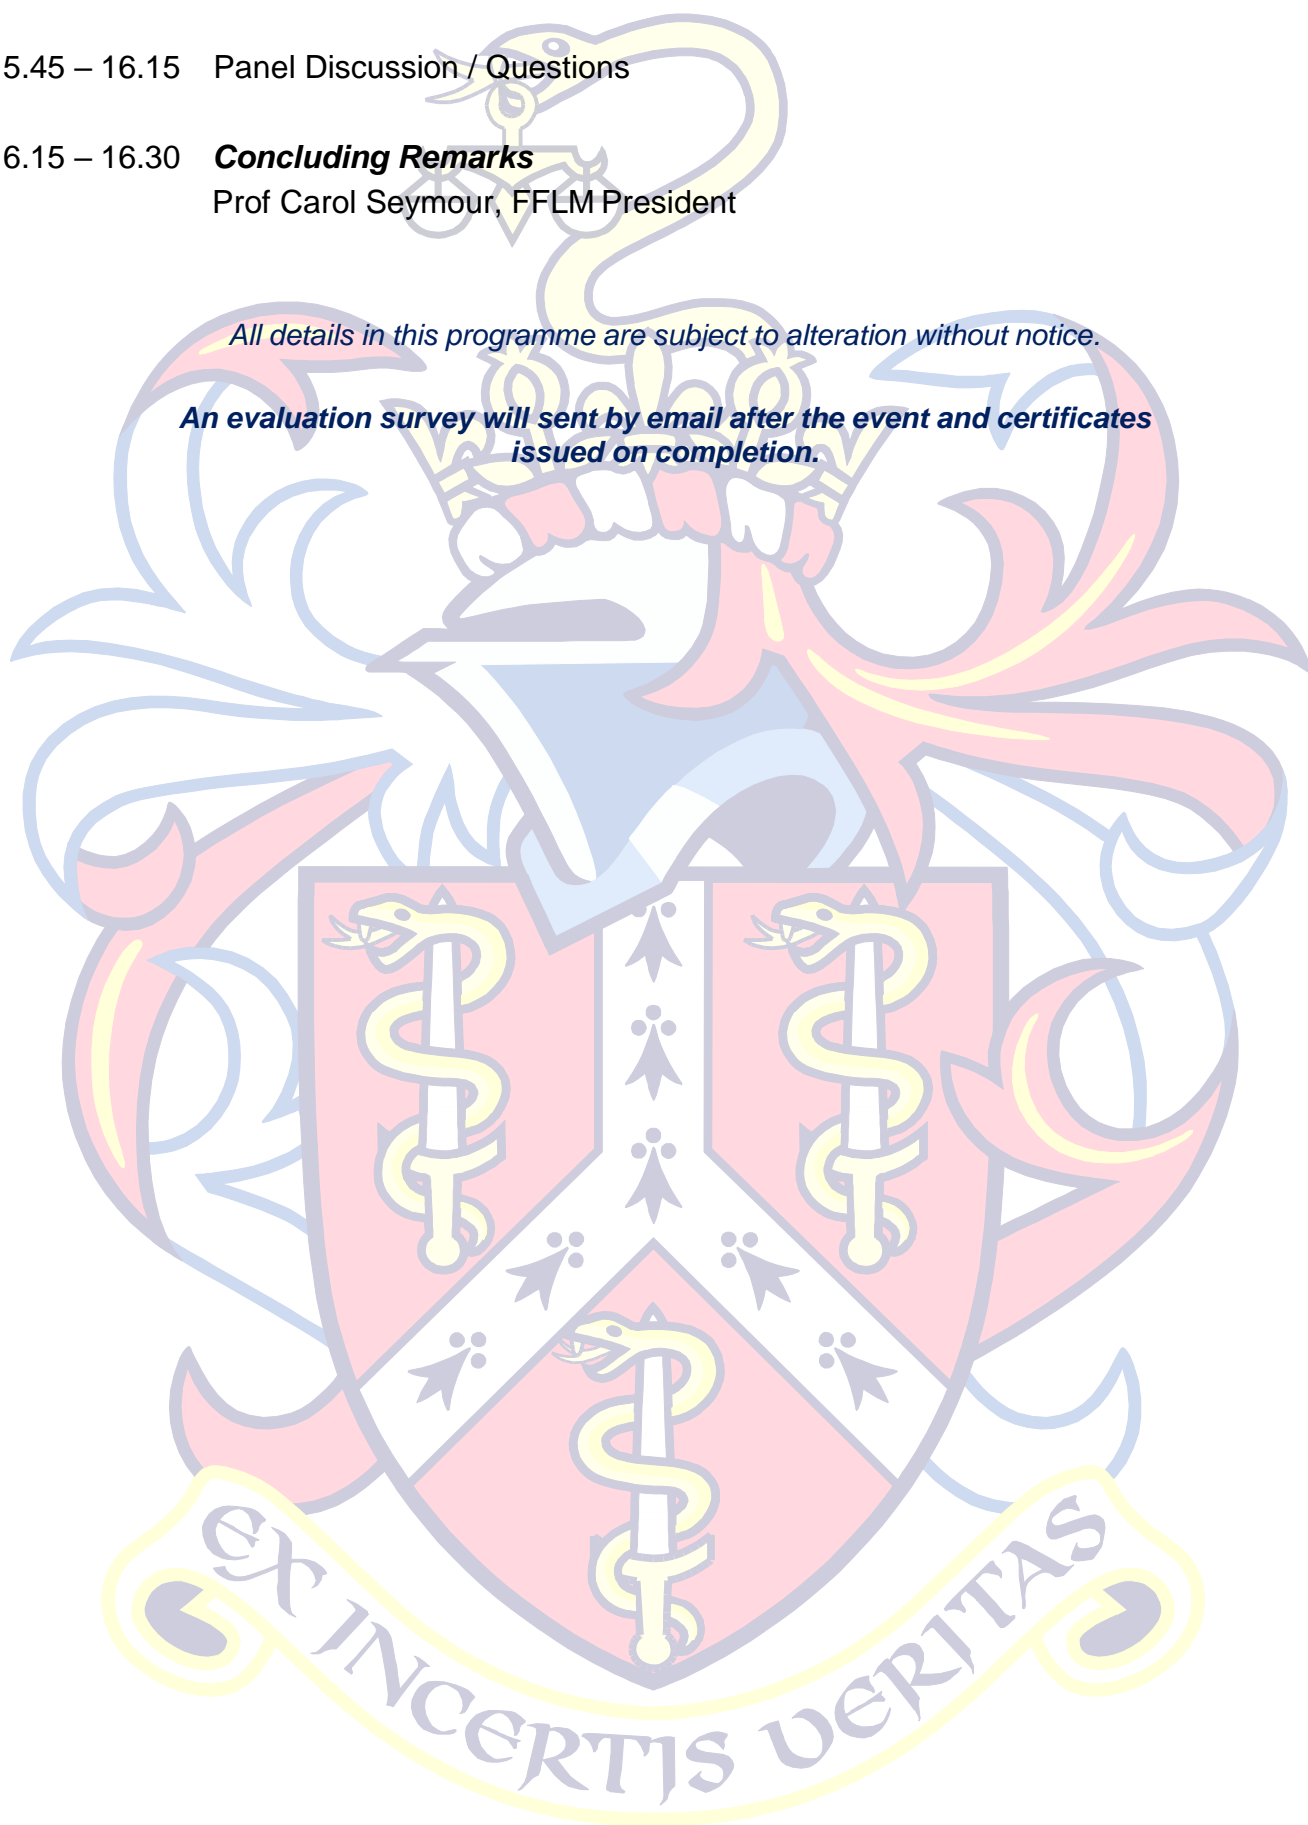 5.45 – 16.15 Panel Discussion / Questions
6.15 – 16.30 Concluding Remarks
Prof Carol Seymour, FFLM President
All details in this programme are subject to alteration without notice.
An evaluation survey will sent by email after the event and certificates
issued on completion.
EX INCERTIS VERITAS